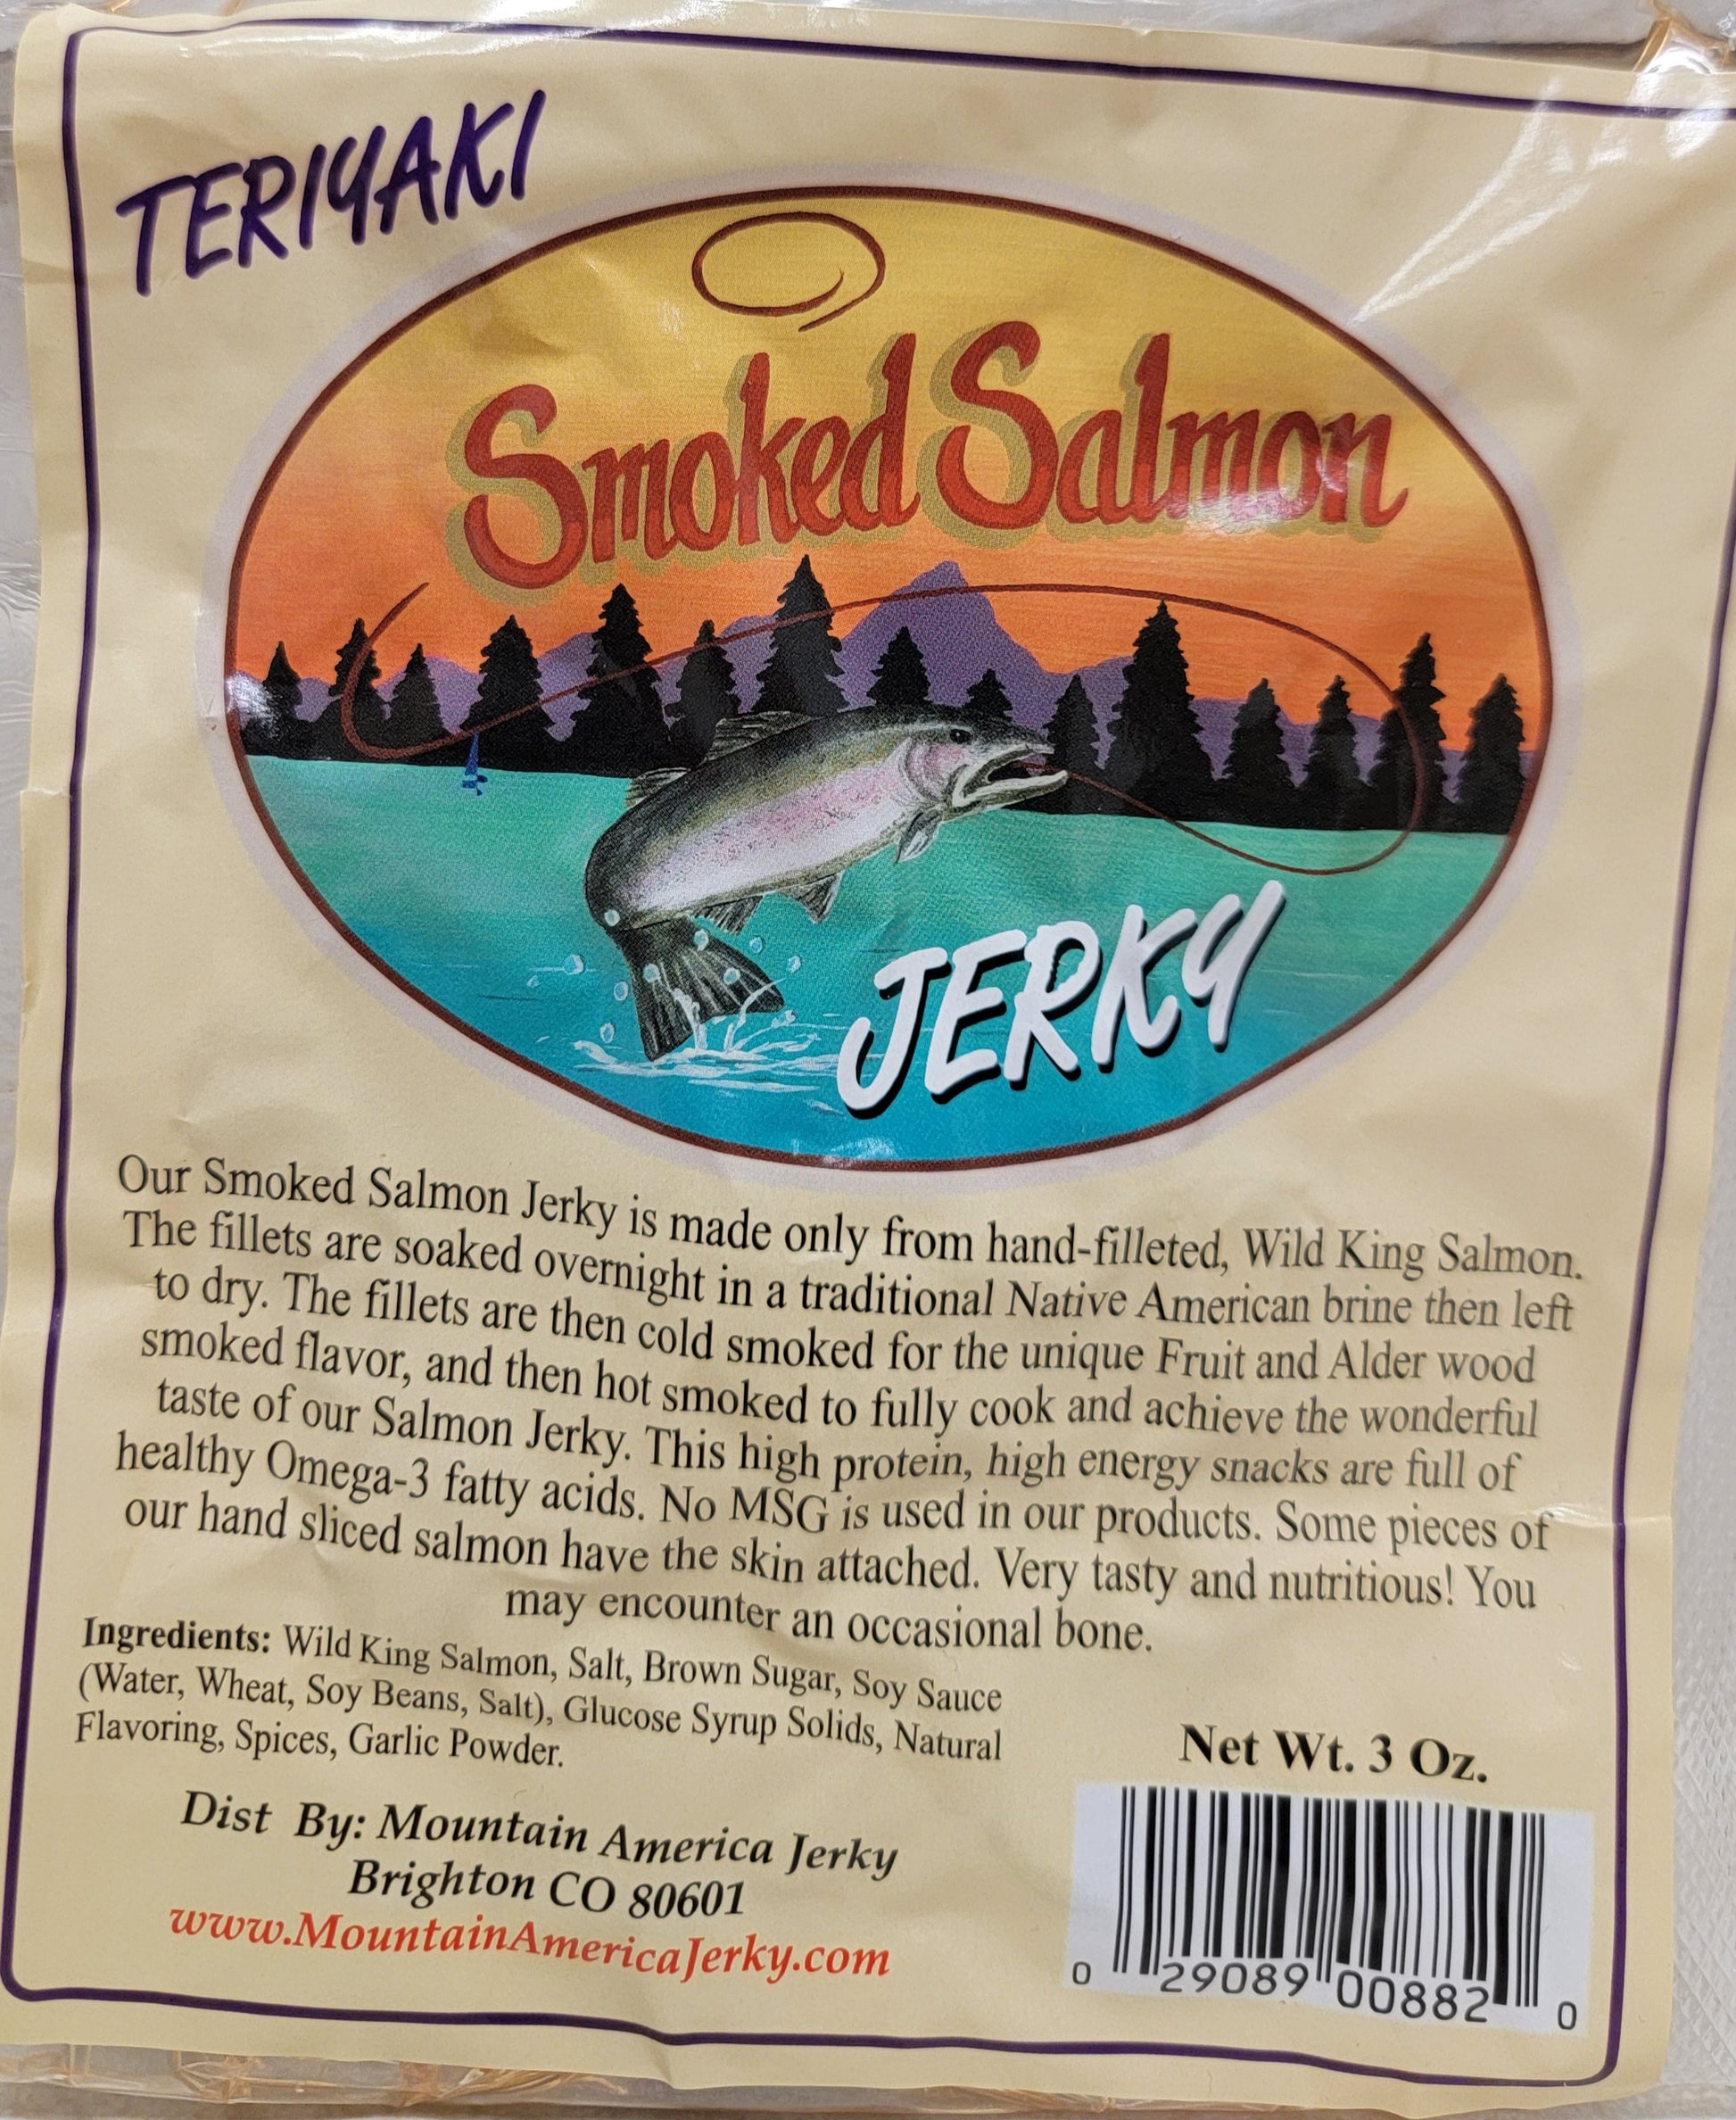 TERIYAKI
Smoked Salmon
JERKY
Our Smoked Salmon Jerky is made only from hand-filleted, Wild King Salmon.
The fillets are soaked overnight in a traditional Native American brine then left
to dry. The fillets are then cold smoked for the unique Fruit and Alder wood
smoked flavor, and then hot smoked to fully cook and achieve the wonderful
taste of our Salmon Jerky. This high protein, high energy snacks are full of
healthy Omega-3 fatty acids. No MSG is used in our products. Some pieces of
our hand sliced salmon have the skin attached. Very tasty and nutritious! You
may encounter an occasional bone.
Ingredients: Wild King Salmon, Salt, Brown Sugar, Soy Sauce
(Water, Wheat, Soy Beans, Salt), Glucose Syrup Solids, Natural
Flavoring, Spices, Garlic Powder.
Net Wt. 3 Oz.
Dist By: Mountain America Jerky
Brighton CO 80601
www.MountainAmericaJerky.com
0 29089 00882 0